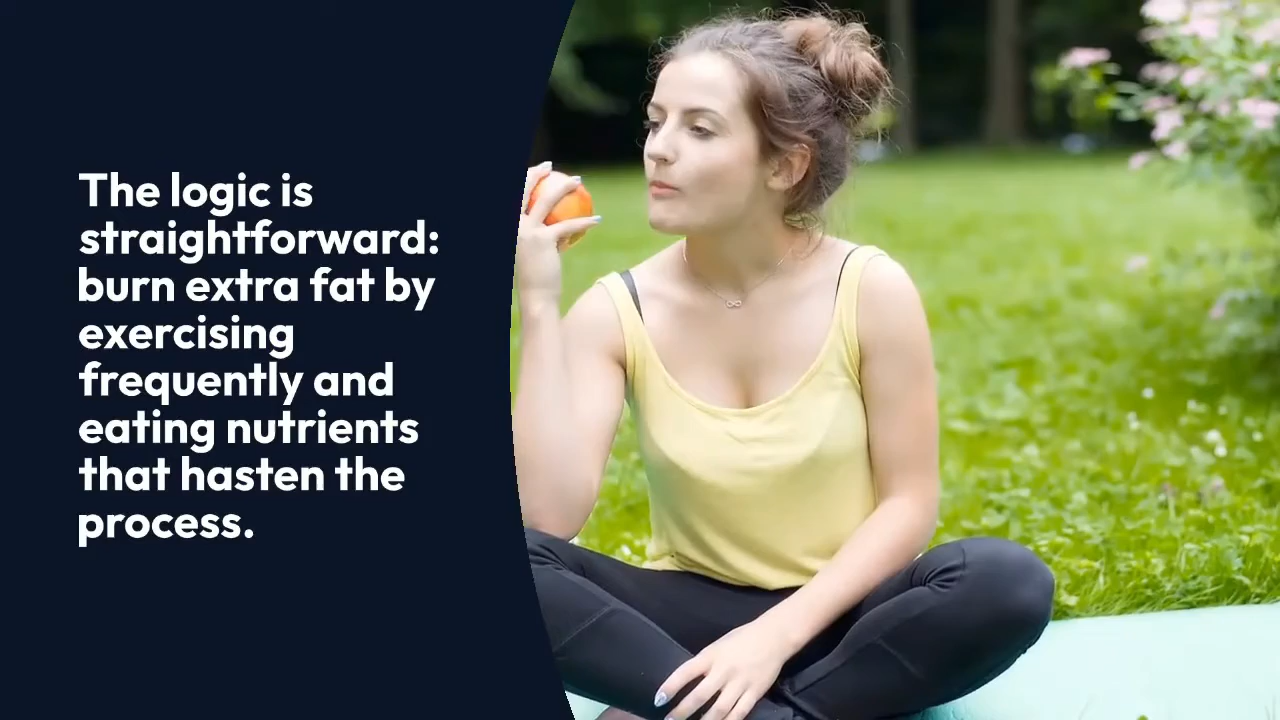 The logic is
straightforward:
burn extra fat by
exercising
frequently and
eating nutrients
that hasten the
process.